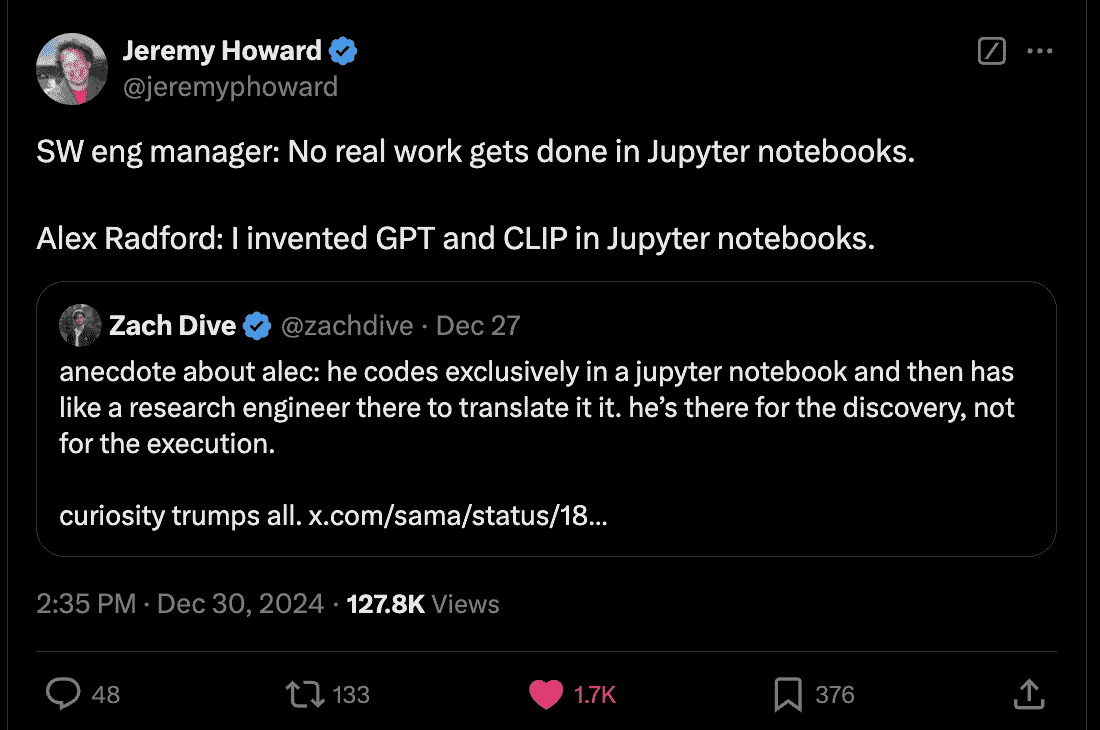 Jeremy Howard
@jeremyphoward
SW eng manager: No real work gets done in Jupyter notebooks.
Alex Radford: I invented GPT and CLIP in Jupyter notebooks.
Zach Dive @zachdive · Dec 27
anecdote about alec: he codes exclusively in a jupyter notebook and then has
like a research engineer there to translate it it. he’s there for the discovery, not
for the execution.
curiosity trumps all. x.com/sama/status/18…
2:35 PM · Dec 30, 2024 · 127.8K Views
48 133 1.7K 376